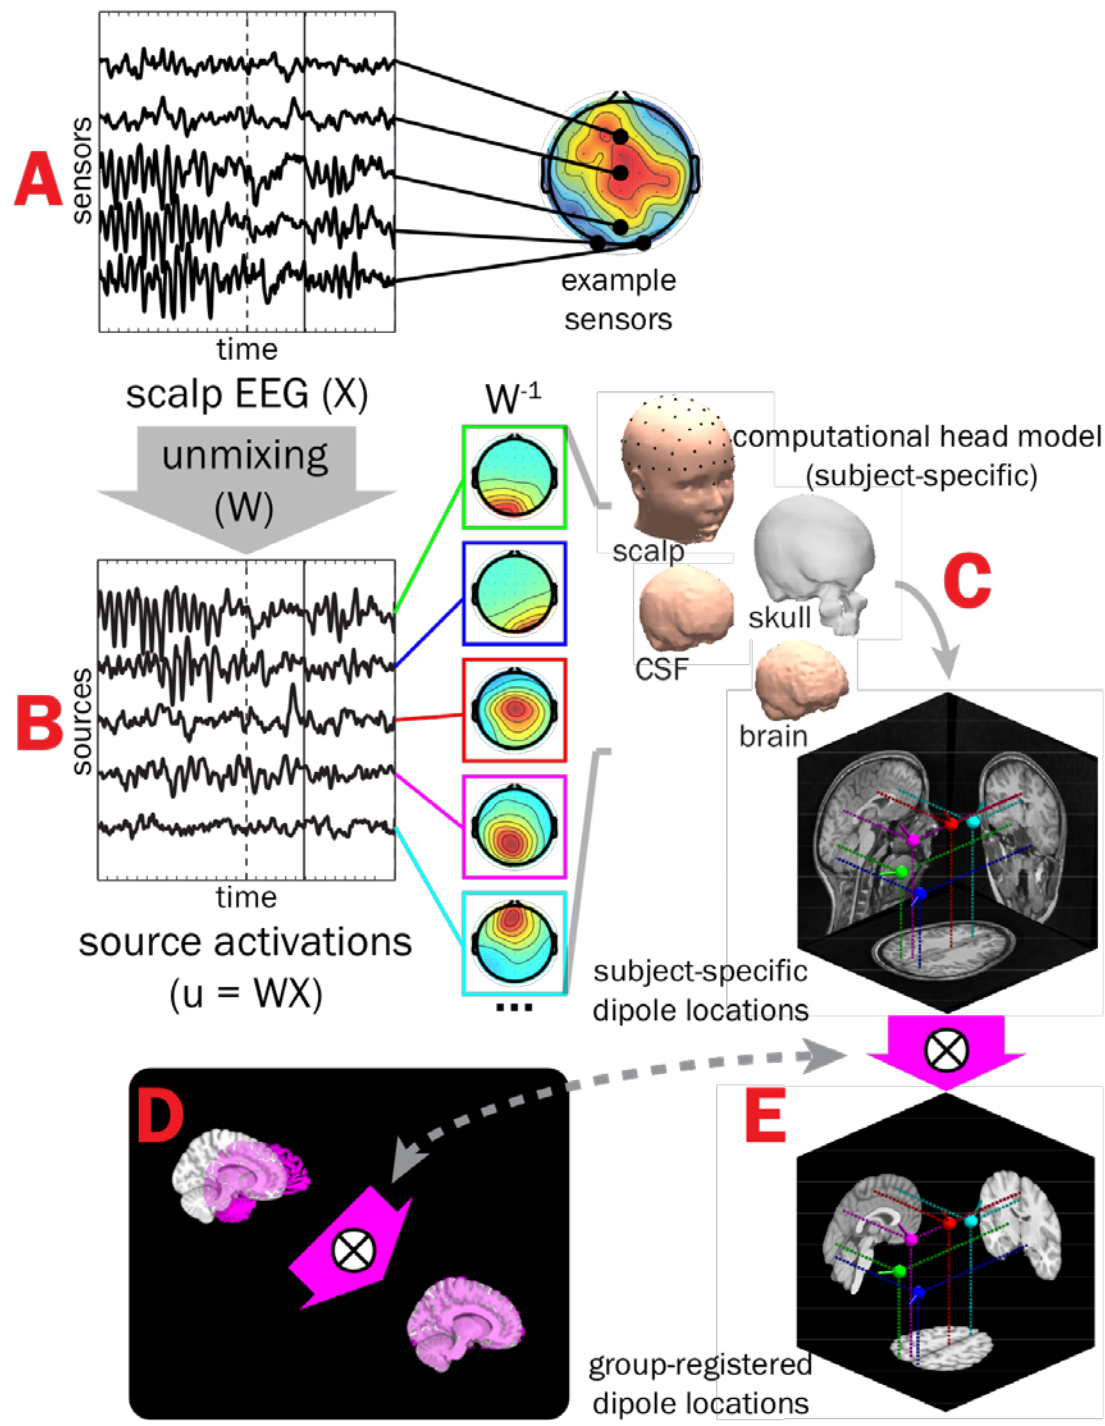 A
sensors
time
example
sensors
scalp EEG (X)
unmixing
(W)
W⁻¹
computational head model
(subject-specific)
scalp
skull
CSF
brain
C
B
sources
time
source activations
(u = WX)
...
subject-specific
dipole locations
D
E
group-registered
dipole locations